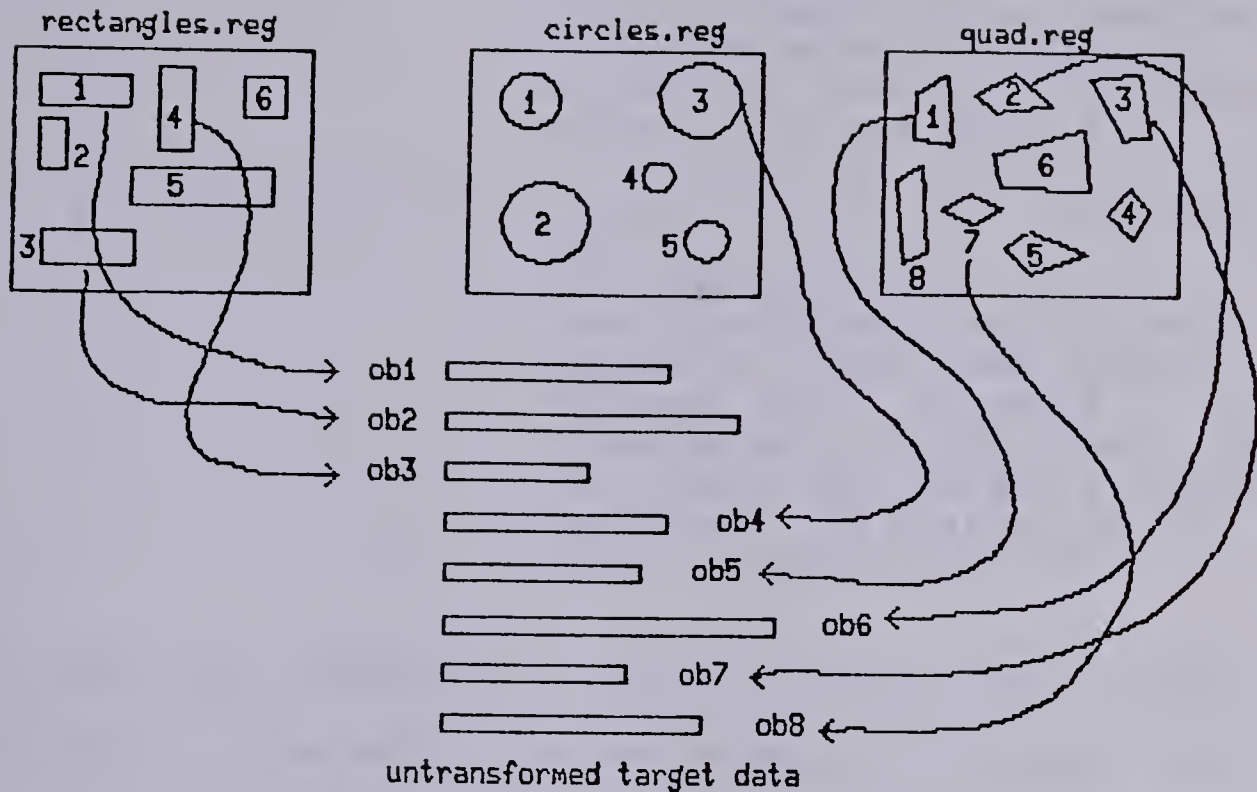 rectangles.reg
circles.reg
quad.reg
1
4
6
2
5
3
1
3
4
2
5
1
2
3
6
4
7
5
8
ob1
ob2
ob3
ob4
ob5
ob6
ob7
ob8
untransformed target data